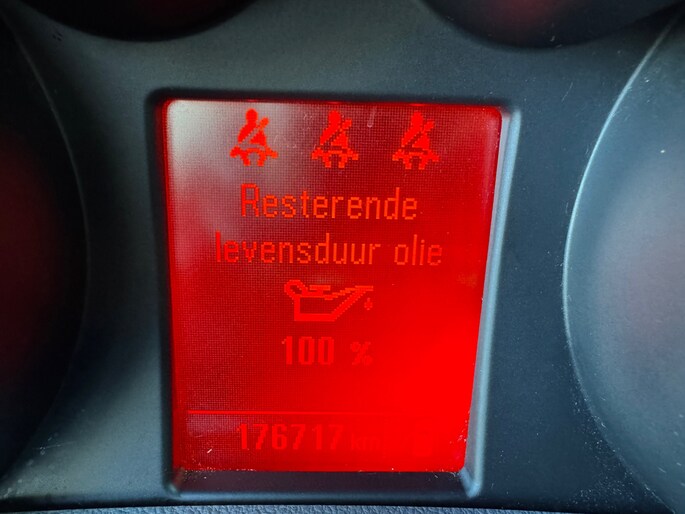 Resterende
levensduur olie
100 %
176717 km